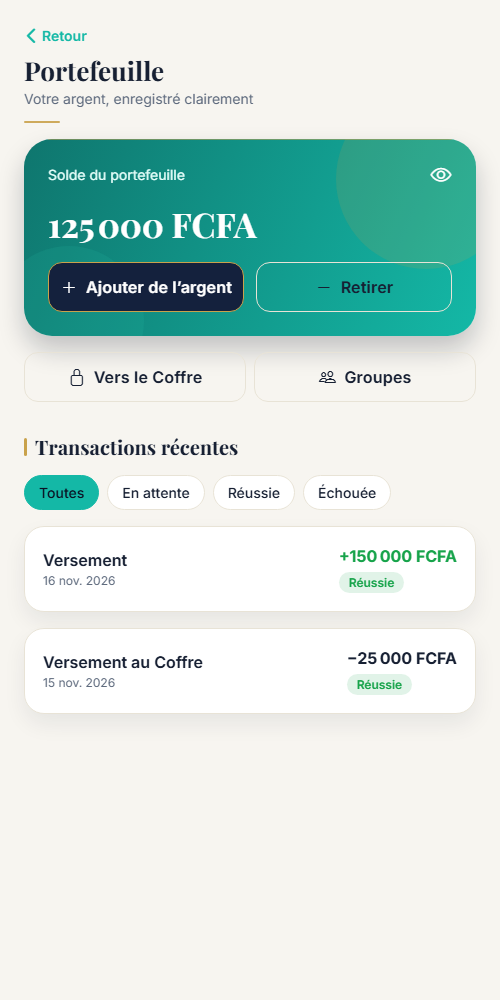 Retour
Portefeuille
Votre argent, enregistré clairement
Solde du portefeuille
125 000 FCFA
Ajouter de l’argent
Retirer
Vers le Coffre
Groupes
Transactions récentes
Toutes
En attente
Réussie
Échouée
Versement
+150 000 FCFA
16 nov. 2026
Réussie
Versement au Coffre
−25 000 FCFA
15 nov. 2026
Réussie